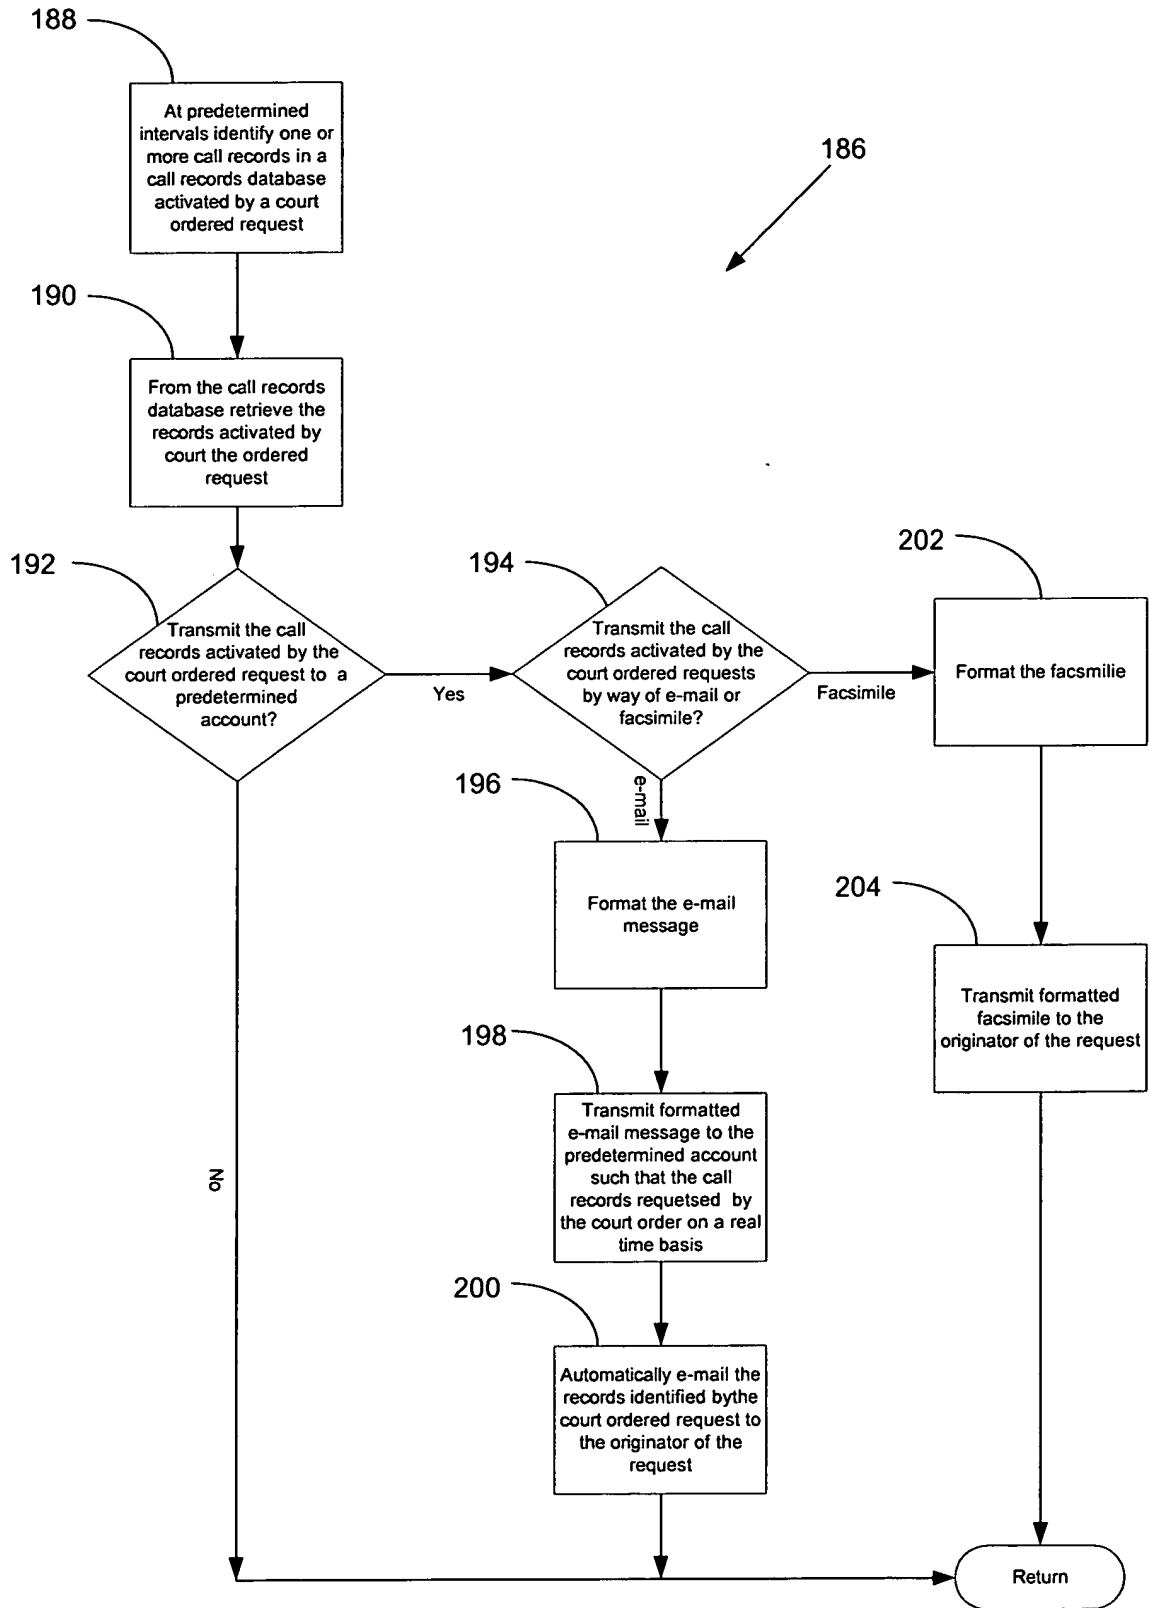 188
At predetermined
intervals identify one or
more call records in a
call records database
activated by a court
ordered request
186
190
From the call records
database retrieve the
records activated by
court the ordered
request
192
Transmit the call
records activated by the
court ordered request to a
predetermined
account?
Yes
194
Transmit the call
records activated by the
court ordered requests
by way of e-mail or
facsimile?
Facsimile
202
Format the facsmilie
e-mail
196
Format the e-mail
message
204
Transmit formatted
facsimile to the
originator of the request
198
Transmit formatted
e-mail message to the
predetermined account
such that the call
records requetsed by
the court order on a real
time basis
No
200
Automatically e-mail the
records identified bythe
court ordered request to
the originator of the
request
Return